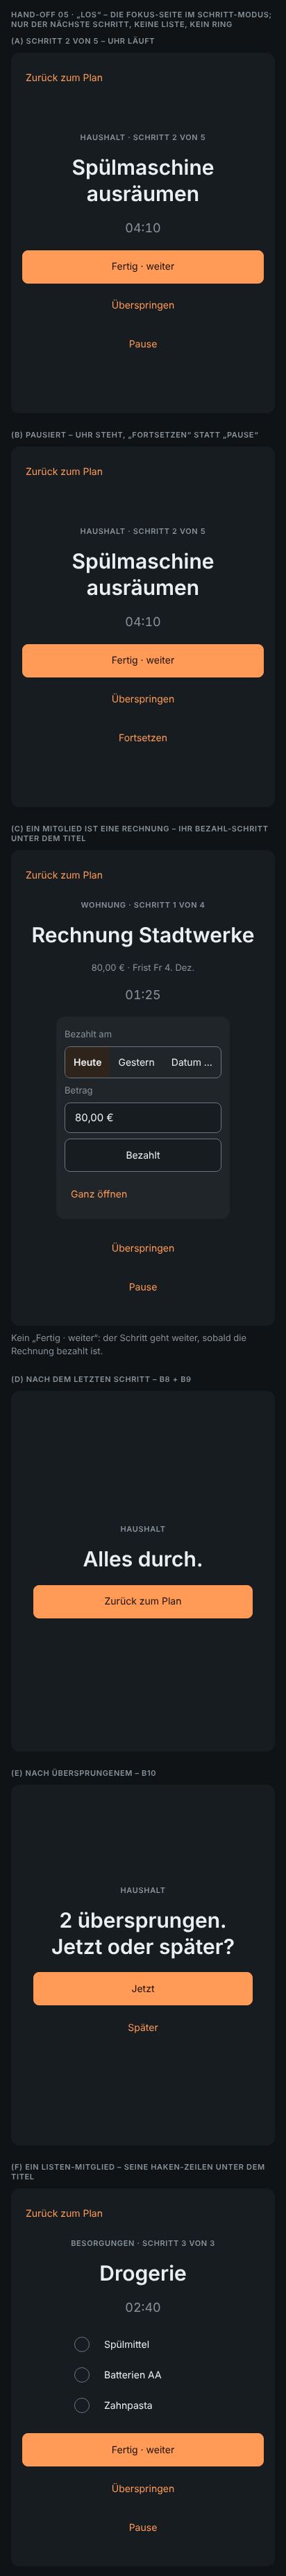 HAND-OFF 05 · „LOS“ – DIE FOKUS-SEITE IM SCHRITT-MODUS;
NUR DER NÄCHSTE SCHRITT, KEINE LISTE, KEIN RING
(A) SCHRITT 2 VON 5 – UHR LÄUFT
Zurück zum Plan
HAUSHALT · SCHRITT 2 VON 5
Spülmaschine
ausräumen
04:10
Fertig · weiter
Überspringen
Pause
(B) PAUSIERT – UHR STEHT, „FORTSETZEN“ STATT „PAUSE“
Zurück zum Plan
HAUSHALT · SCHRITT 2 VON 5
Spülmaschine
ausräumen
04:10
Fertig · weiter
Überspringen
Fortsetzen
(C) EIN MITGLIED IST EINE RECHNUNG – IHR BEZAHL-SCHRITT
UNTER DEM TITEL
Zurück zum Plan
WOHNUNG · SCHRITT 1 VON 4
Rechnung Stadtwerke
80,00 € · Frist Fr 4. Dez.
01:25
Bezahlt am
Heute Gestern Datum …
Betrag
80,00 €
Bezahlt
Ganz öffnen
Überspringen
Pause
Kein „Fertig · weiter“: der Schritt geht weiter, sobald die
Rechnung bezahlt ist.
(D) NACH DEM LETZTEN SCHRITT – B8 + B9
HAUSHALT
Alles durch.
Zurück zum Plan
(E) NACH ÜBERSPRUNGENEM – B10
HAUSHALT
2 übersprungen.
Jetzt oder später?
Jetzt
Später
(F) EIN LISTEN-MITGLIED – SEINE HAKEN-ZEILEN UNTER DEM
TITEL
Zurück zum Plan
BESORGUNGEN · SCHRITT 3 VON 3
Drogerie
02:40
Spülmittel
Batterien AA
Zahnpasta
Fertig · weiter
Überspringen
Pause